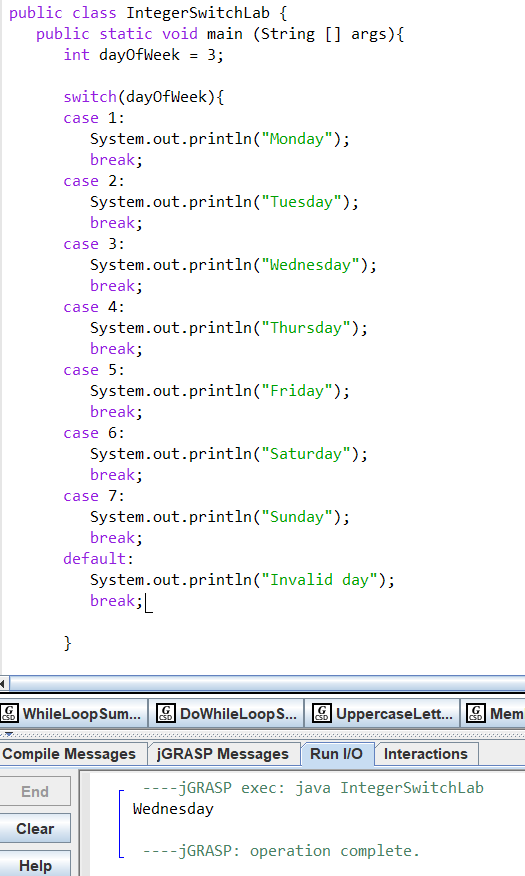 public class IntegerSwitchLab {
   public static void main (String [] args){
      int dayOfWeek = 3;

      switch(dayOfWeek){
      case 1:
         System.out.println("Monday");
         break;
      case 2:
         System.out.println("Tuesday");
         break;
      case 3:
         System.out.println("Wednesday");
         break;
      case 4:
         System.out.println("Thursday");
         break;
      case 5:
         System.out.println("Friday");
         break;
      case 6:
         System.out.println("Saturday");
         break;
      case 7:
         System.out.println("Sunday");
         break;
      default:
         System.out.println("Invalid day");
         break;

      }
G CSD WhileLoopSum... G CSD DoWhileLoopS... G CSD UppercaseLett... G CSD Mem
Compile Messages jGRASP Messages Run I/O Interactions
End
Clear
Help
----jGRASP exec: java IntegerSwitchLab
Wednesday

----jGRASP: operation complete.